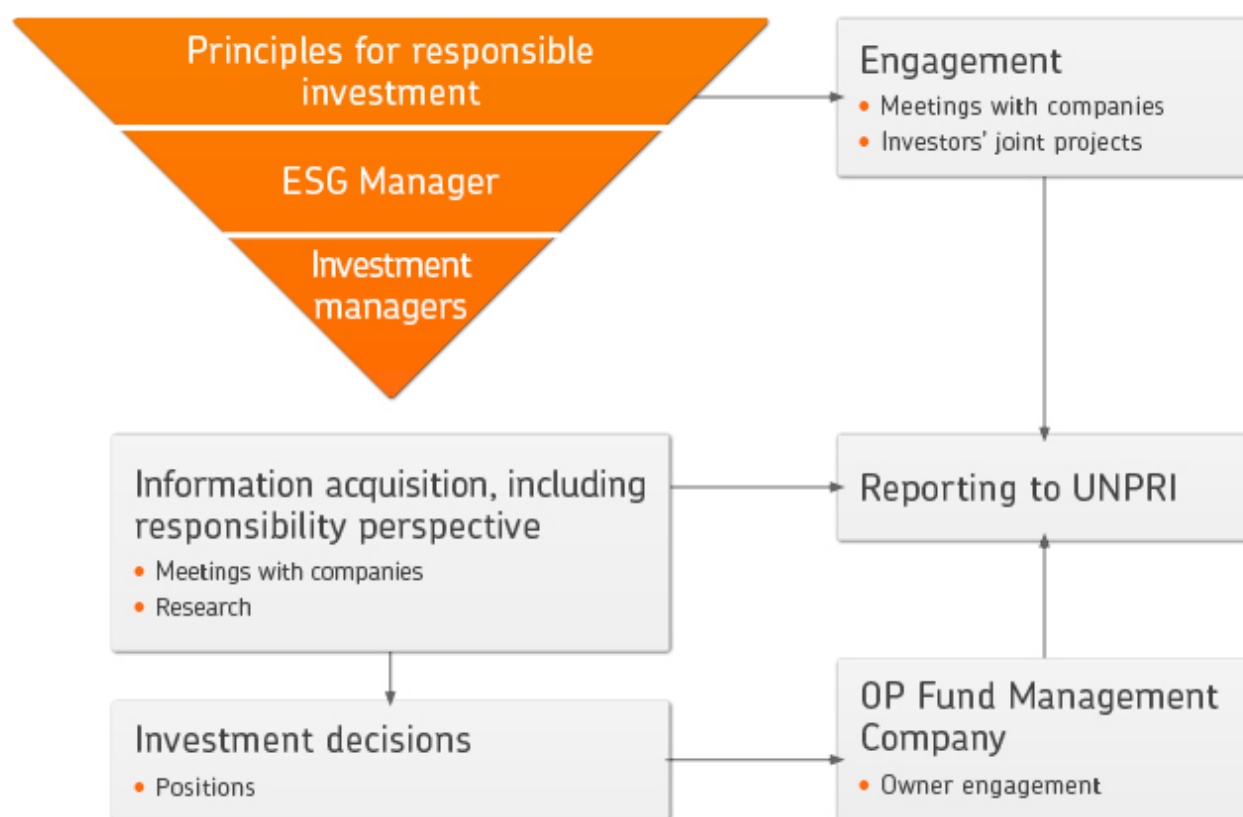 Principles for responsible
investment
ESG Manager
Investment
managers
Engagement
• Meetings with companies
• Investors' joint projects
Information acquisition, including
responsibility perspective
• Meetings with companies
• Research
Reporting to UNPRI
Investment decisions
• Positions
OP Fund Management
Company
• Owner engagement